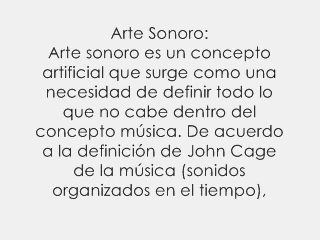 Arte Sonoro:
Arte sonoro es un concepto
artificial que surge como una
necesidad de definir todo lo
que no cabe dentro del
concepto música. De acuerdo
a la definición de John Cage
de la música (sonidos
organizados en el tiempo),